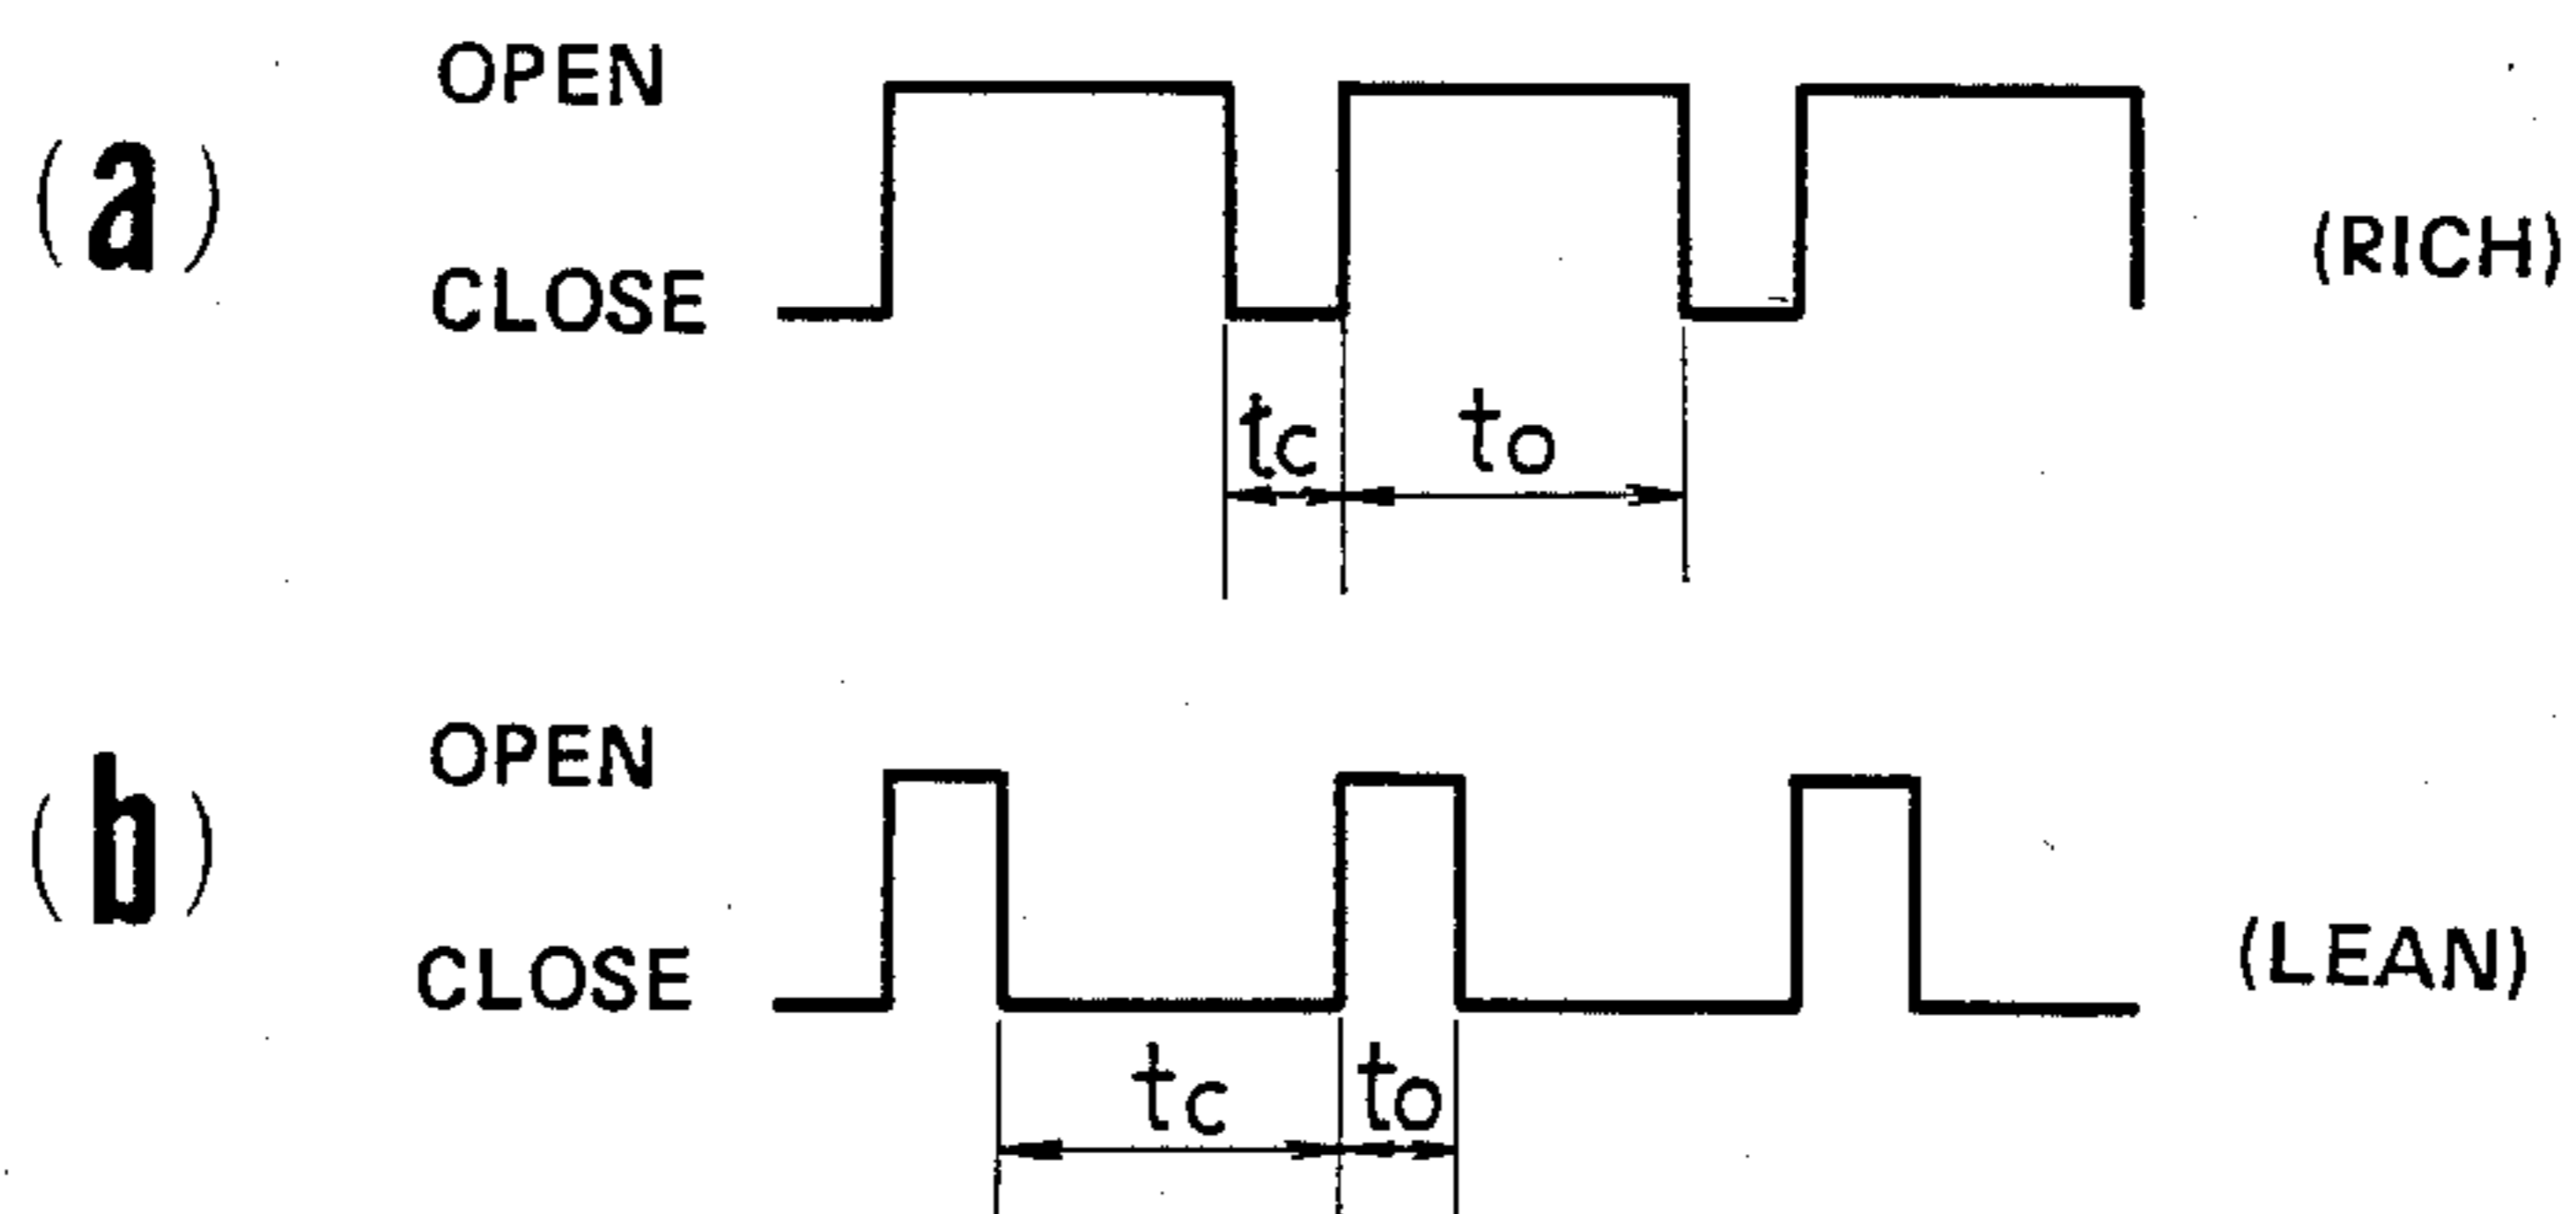 OPEN
(a)
CLOSE
(RICH)
tc to
OPEN
(b)
CLOSE
(LEAN)
tc to